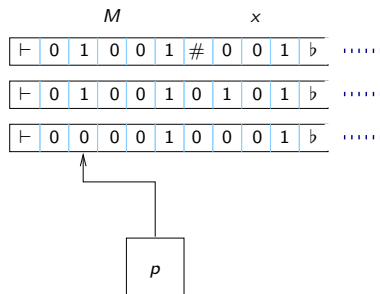 M x
⊢ 0 1 0 0 1 # 0 0 1 ♭
⊢ 0 1 0 0 1 0 1 0 1 ♭
⊢ 0 0 0 0 1 0 0 0 1 ♭
p